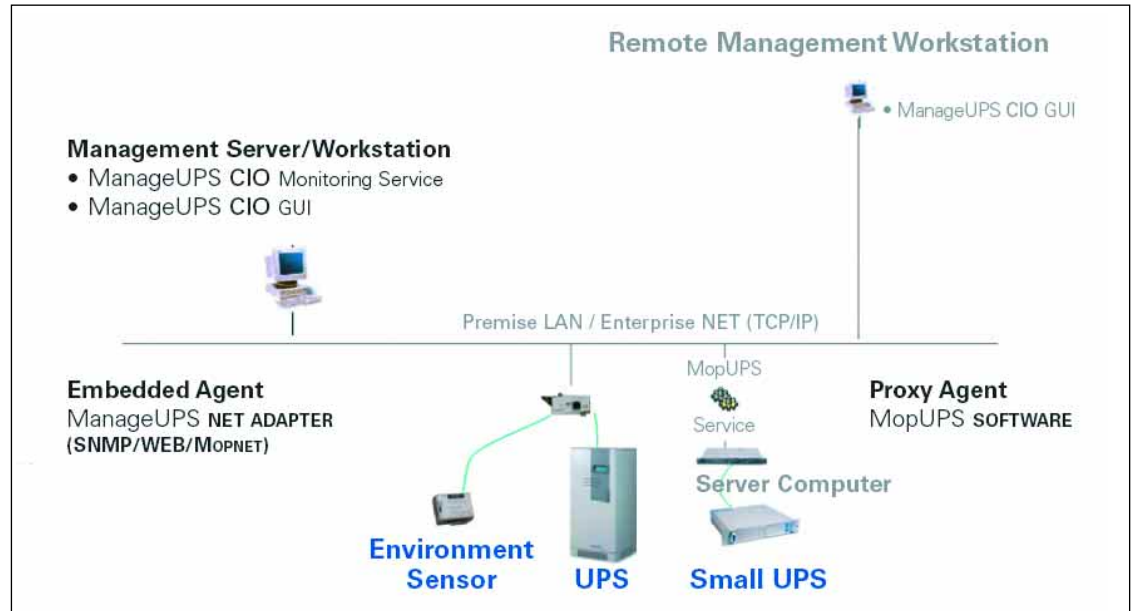 Remote Management Workstation
• ManageUPS CIO GUI
Management Server/Workstation
• ManageUPS CIO Monitoring Service
• ManageUPS CIO GUI
Premise LAN / Enterprise NET (TCP/IP)
Embedded Agent
ManageUPS NET ADAPTER
(SNMP/WEB/MOPNET)
MopUPS
Service
Proxy Agent
MopUPS SOFTWARE
Server Computer
Environment
Sensor
UPS
Small UPS